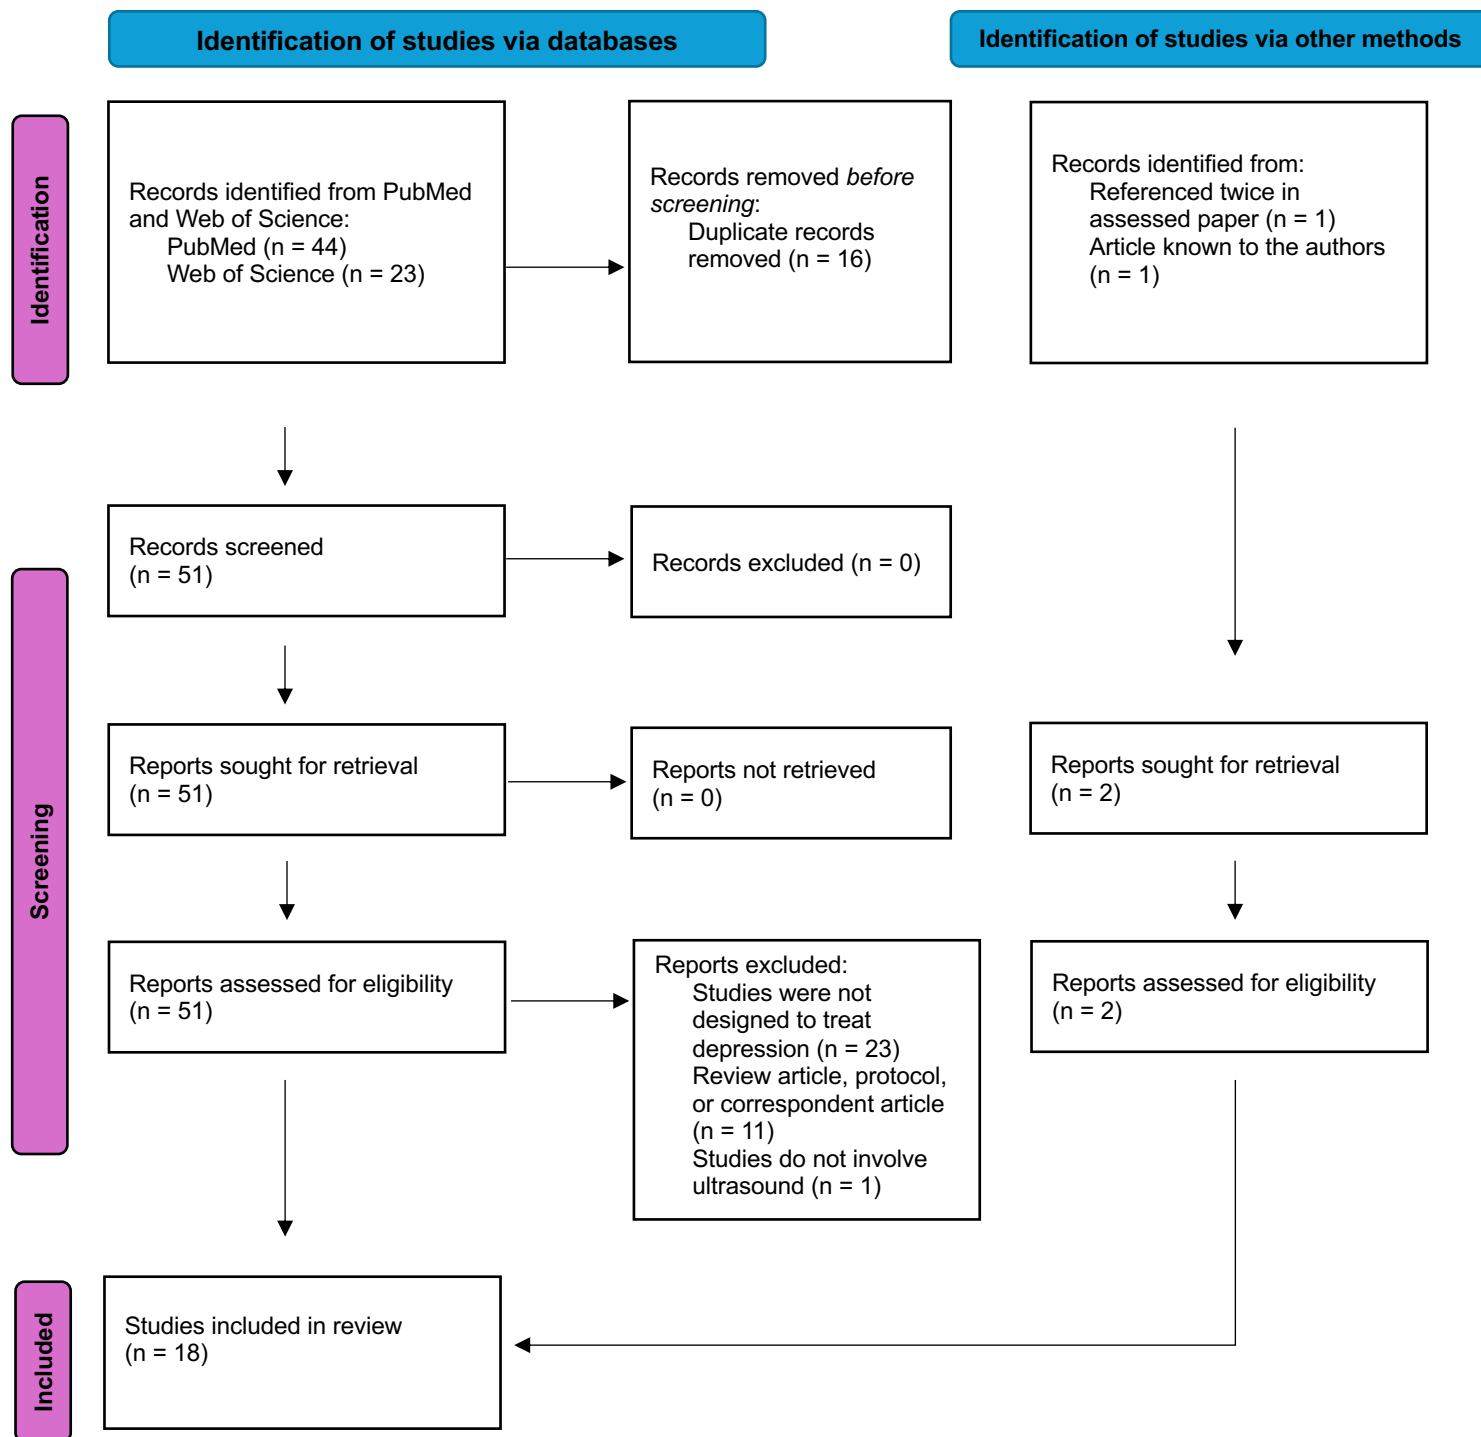 Identification of studies via databases
Identification of studies via other methods
Identification
Records identified from PubMed
and Web of Science:
PubMed (n = 44)
Web of Science (n = 23)
Records removed before
screening:
Duplicate records
removed (n = 16)
Records identified from:
Referenced twice in
assessed paper (n = 1)
Article known to the authors
(n = 1)
Screening
Records screened
(n = 51)
Records excluded (n = 0)
Reports sought for retrieval
(n = 51)
Reports not retrieved
(n = 0)
Reports sought for retrieval
(n = 2)
Reports assessed for eligibility
(n = 51)
Reports excluded:
Studies were not
designed to treat
depression (n = 23)
Review article, protocol,
or correspondent article
(n = 11)
Studies do not involve
ultrasound (n = 1)
Reports assessed for eligibility
(n = 2)
Included
Studies included in review
(n = 18)